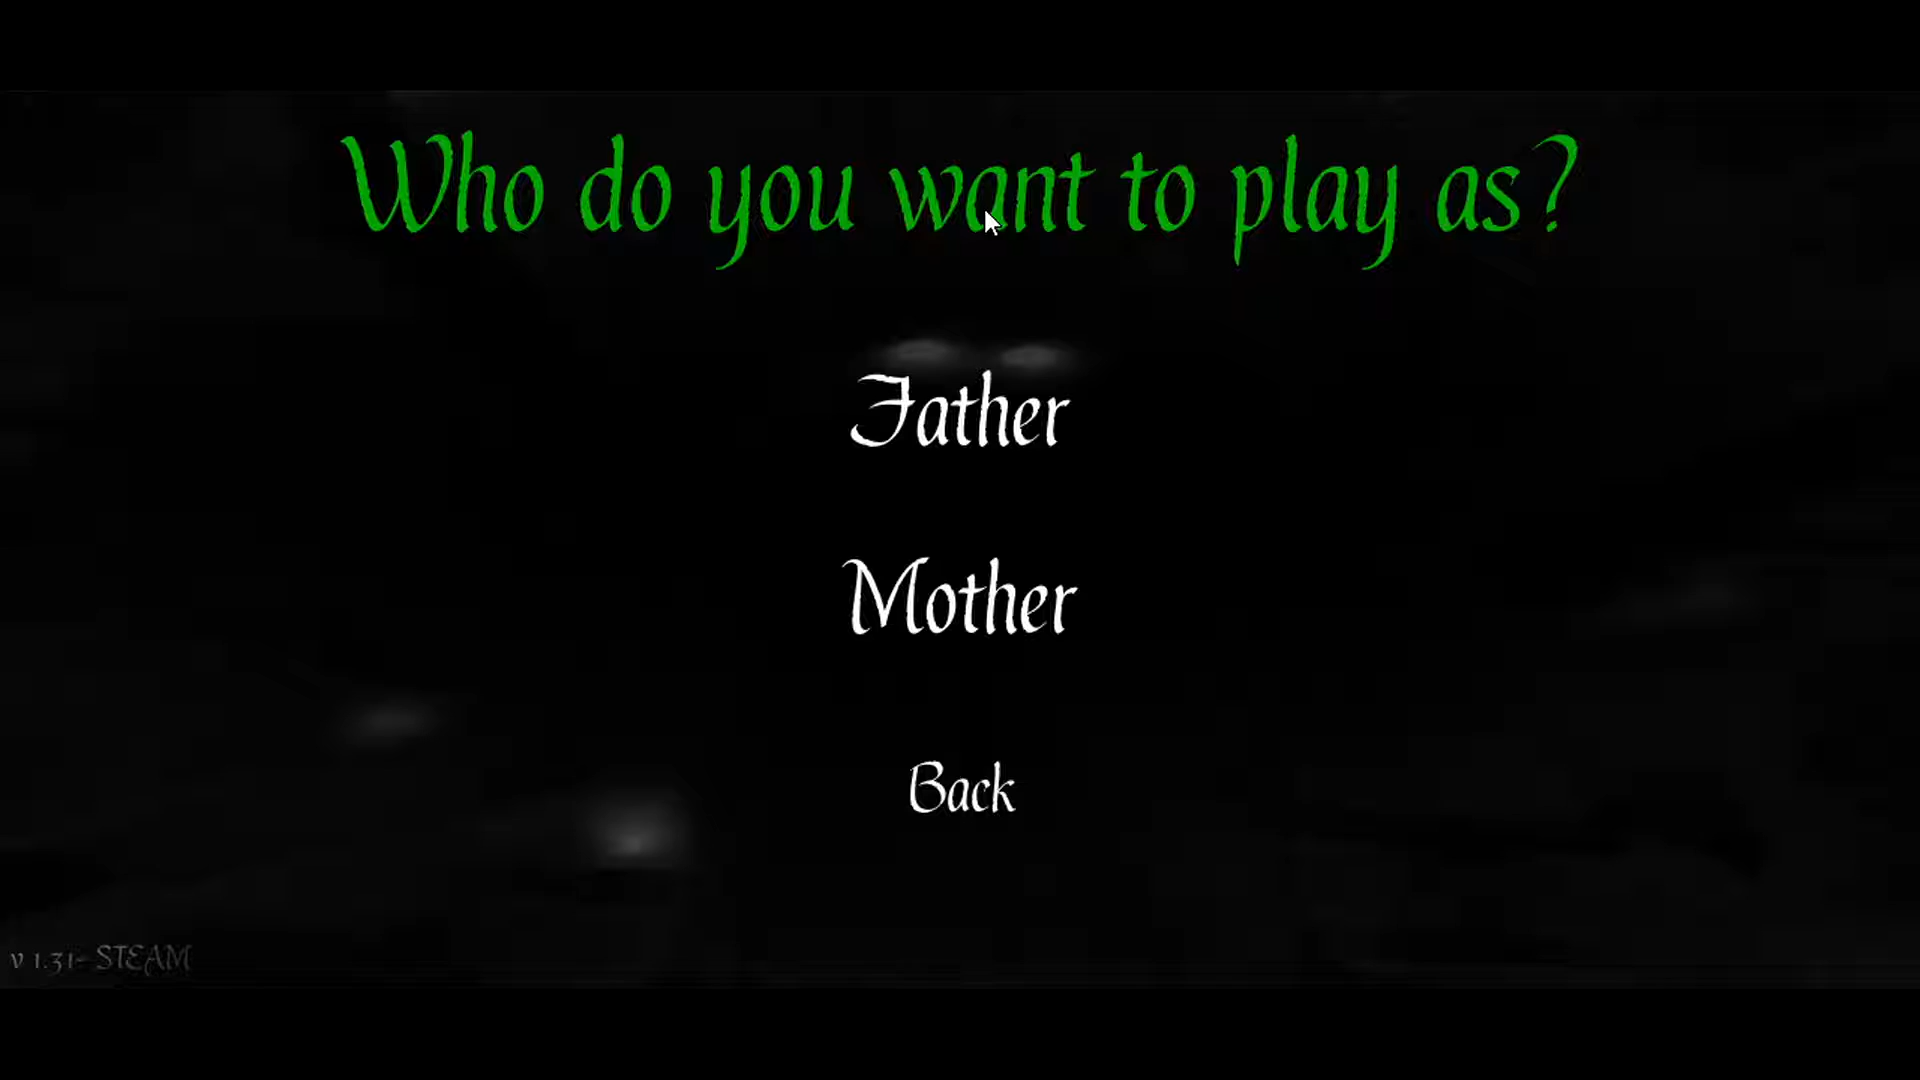 Who do you want to play as?
Father
Mother
Back
v 1.31- STEAM